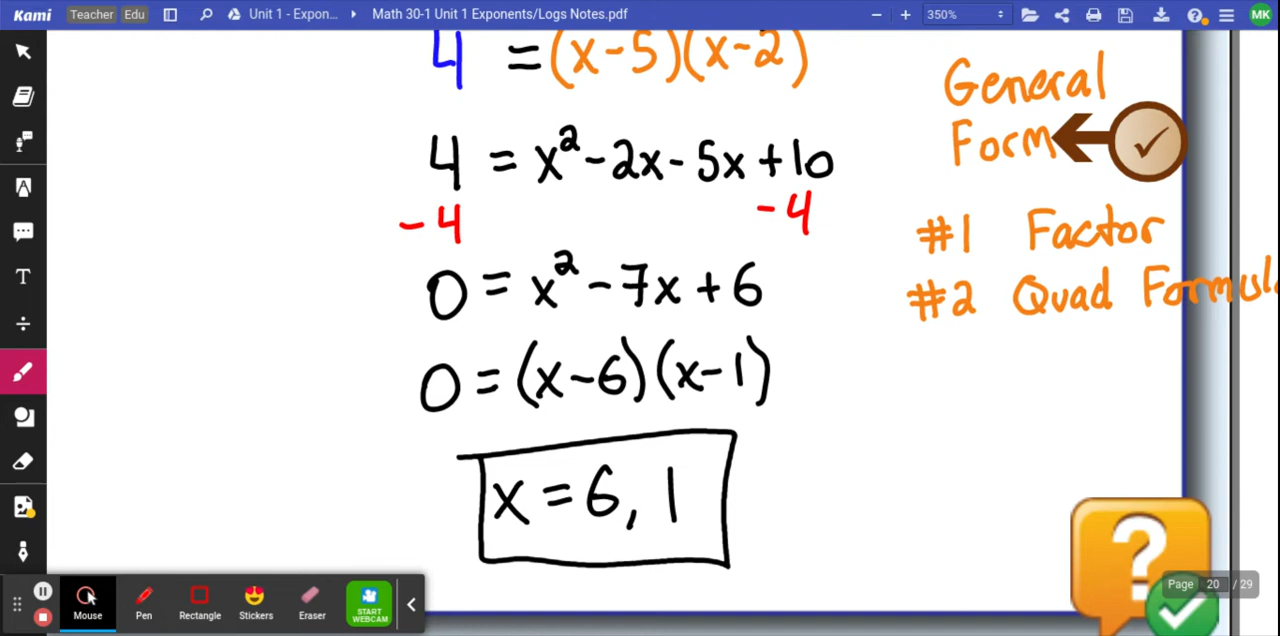 Kami Teacher Edu Unit 1 - Expon... Math 30-1 Unit 1 Exponents/Logs Notes.pdf 350% MK
4 = (x-5)(x-2)
General
Form
4 = x² - 2x - 5x + 10
-4 -4
#1 Factor
0 = x² - 7x + 6
#2 Quad Formula
0 = (x-6)(x-1)
x = 6, 1
Page 20 / 29
Mouse Pen Rectangle Stickers Eraser START
WEBCAM